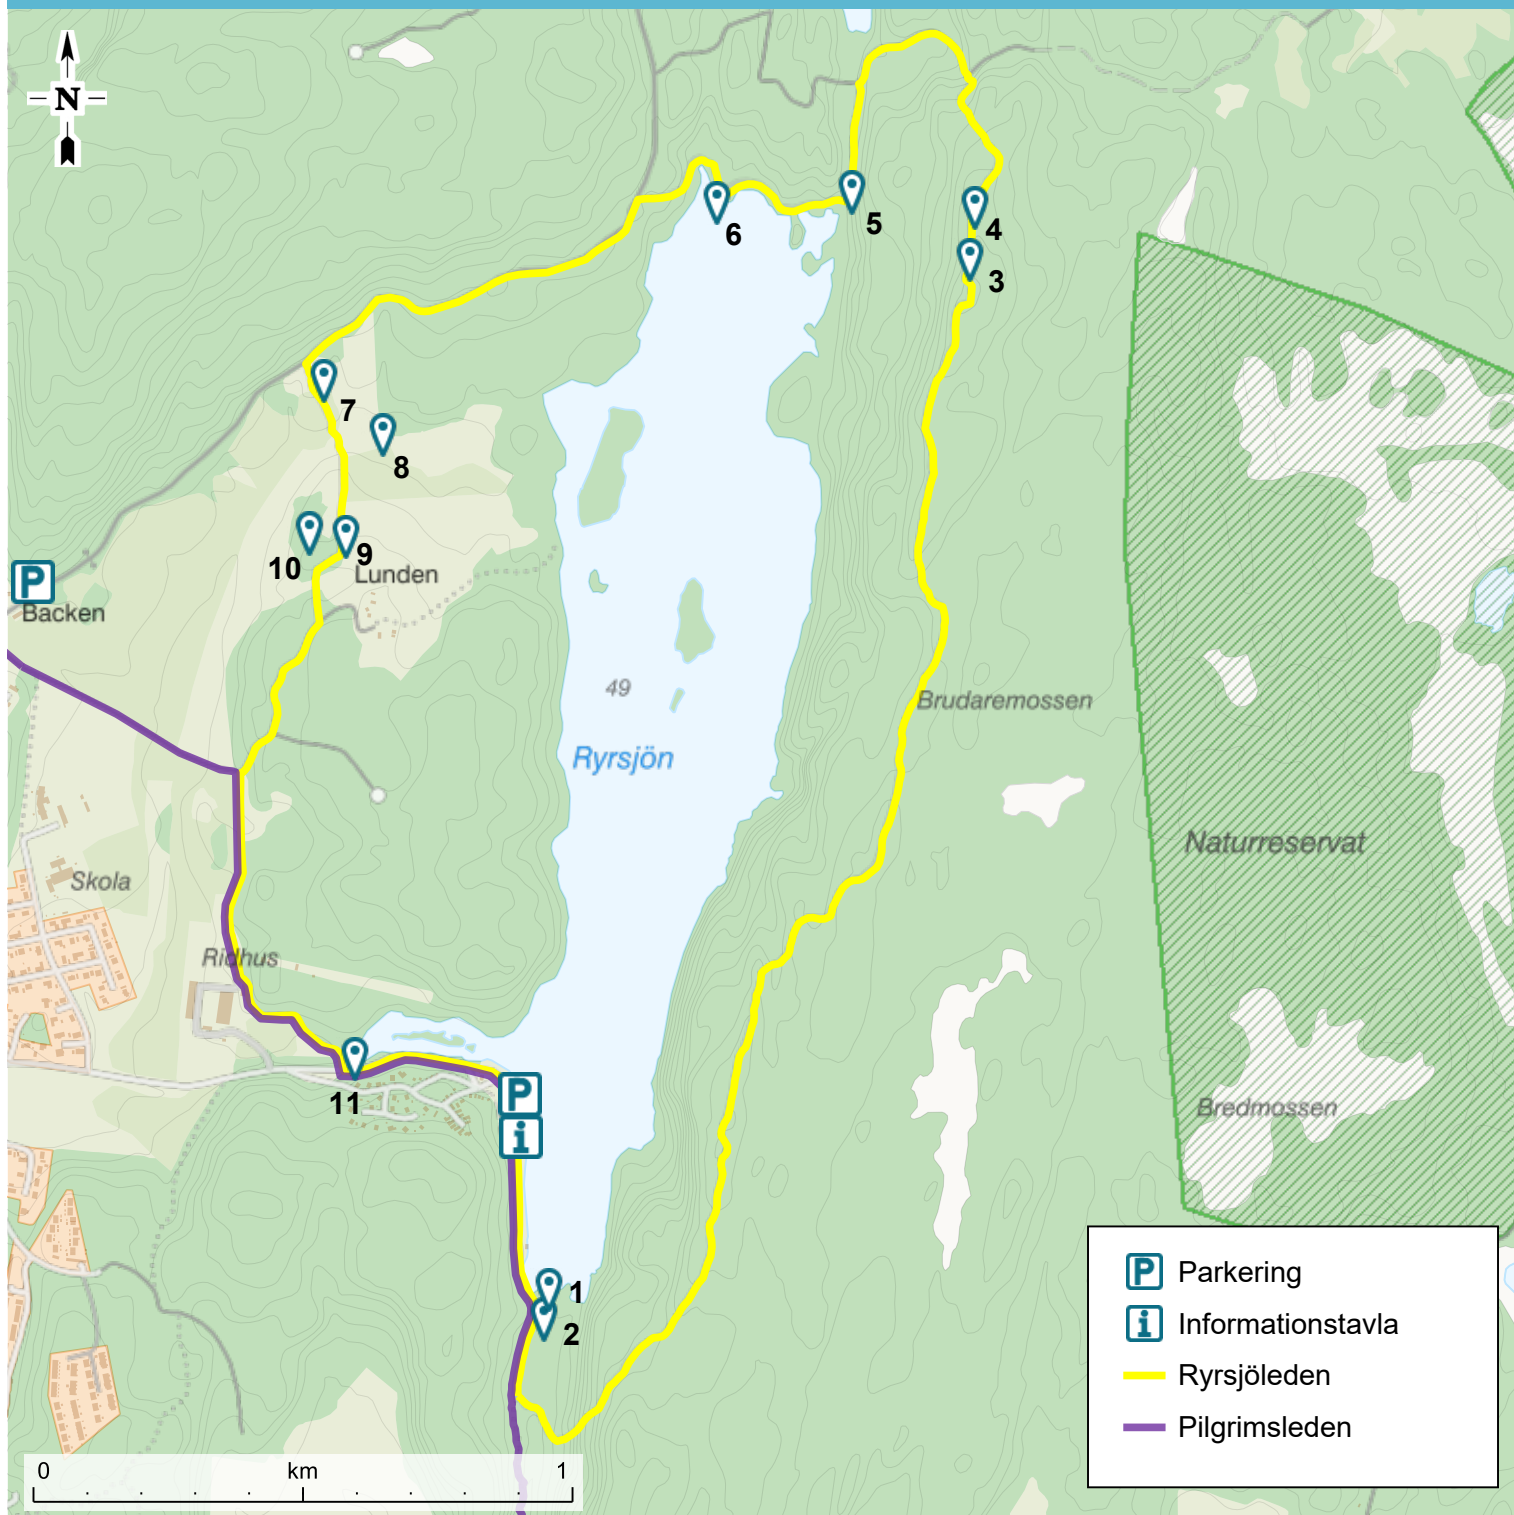 N
6
5
4
3
7
8
10
9
Lunden
P
Backen
49
Brudaremossen
Ryrsjön
Naturreservat
Skola
Ridhus
11
P
i
Bredmossen
1
2
P Parkering
i Informationstavla
Ryrsjöleden
Pilgrimsleden
0 km 1